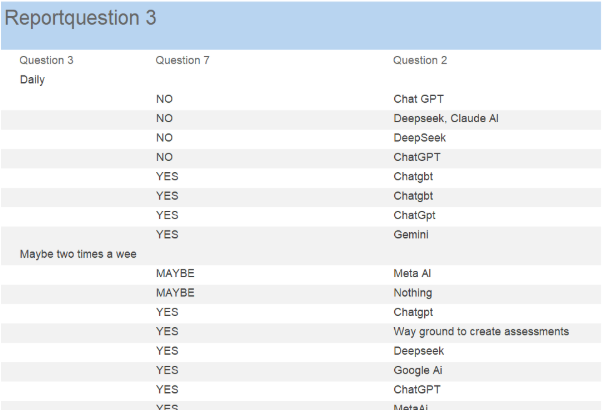 Reportquestion 3
Question 3 Question 7 Question 2
Daily
NO Chat GPT
NO Deepseek, Claude AI
NO DeepSeek
NO ChatGPT
YES Chatgbt
YES Chatgbt
YES ChatGpt
YES Gemini
Maybe two times a wee
MAYBE Meta AI
MAYBE Nothing
YES Chatgpt
YES Way ground to create assessments
YES Deepseek
YES Google Ai
YES ChatGPT
YES MetaAi